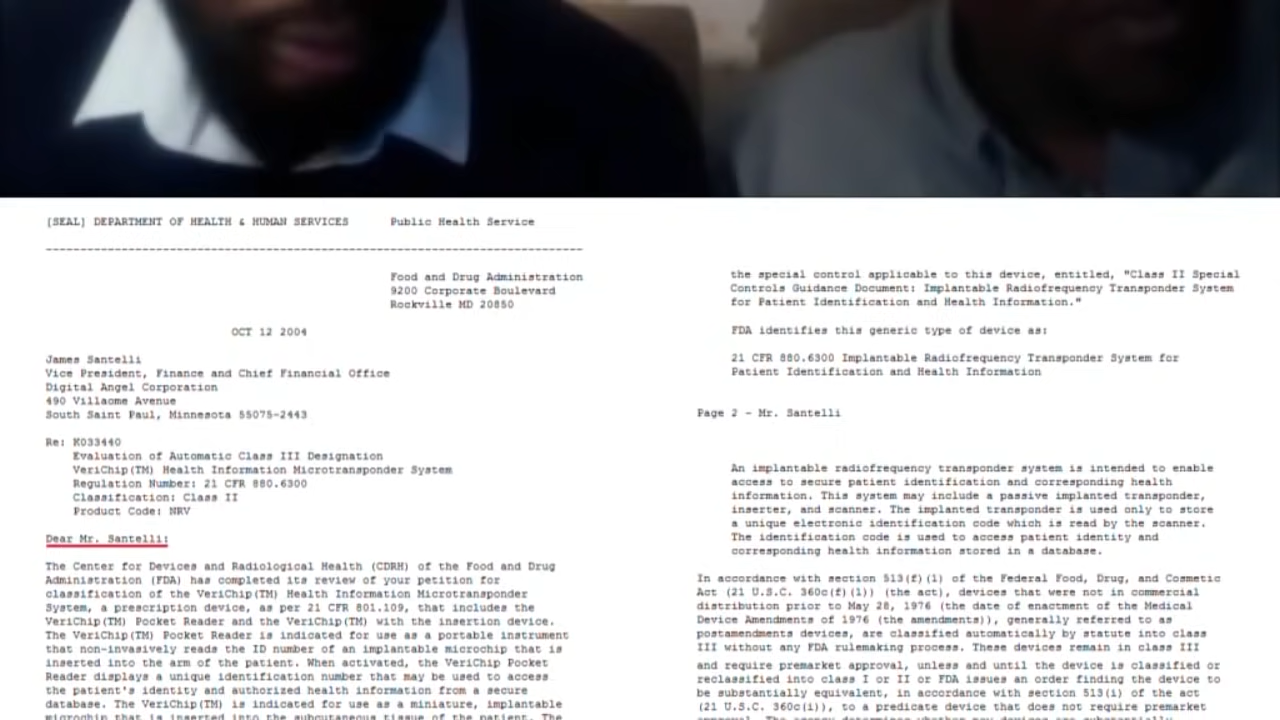 [SEAL] DEPARTMENT OF HEALTH & HUMAN SERVICES Public Health Service
Food and Drug Administration
9200 Corporate Boulevard
Rockville MD 20850
OCT 12 2004
James Santelli
Vice President, Finance and Chief Financial Office
Digital Angel Corporation
490 Villaome Avenue
South Saint Paul, Minnesota 55075-2443
Re: K033440
Evaluation of Automatic Class III Designation
VeriChip(TM) Health Information Microtransponder System
Regulation Number: 21 CFR 880.6300
Classification: Class II
Product Code: NRV
Dear Mr. Santelli:
The Center for Devices and Radiological Health (CDRH) of the Food and Drug
Administration (FDA) has completed its review of your petition for
classification of the VeriChip(TM) Health Information Microtransponder
System, a prescription device, as per 21 CFR 801.109, that includes the
VeriChip(TM) Pocket Reader and the VeriChip(TM) with the insertion device.
The VeriChip(TM) Pocket Reader is indicated for use as a portable instrument
that non-invasively reads the ID number of an implantable microchip that is
inserted into the arm of the patient. When activated, the VeriChip Pocket
Reader displays a unique identification number that may be used to access
the patient's identity and authorized health information from a secure
database. The VeriChip(TM) is indicated for use as a miniature, implantable
microchip that is inserted into the subcutaneous tissue of the patient. The
the special control applicable to this device, entitled, "Class II Special
Controls Guidance Document: Implantable Radiofrequency Transponder System
for Patient Identification and Health Information."
FDA identifies this generic type of device as:
21 CFR 880.6300 Implantable Radiofrequency Transponder System for
Patient Identification and Health Information
Page 2 - Mr. Santelli
An implantable radiofrequency transponder system is intended to enable
access to secure patient identification and corresponding health
information. This system may include a passive implanted transponder,
inserter, and scanner. The implanted transponder is used only to store
a unique electronic identification code which is read by the scanner.
The identification code is used to access patient identity and
corresponding health information stored in a database.
In accordance with section 513(f)(1) of the Federal Food, Drug, and Cosmetic
Act (21 U.S.C. 360c(f)(1)) (the act), devices that were not in commercial
distribution prior to May 28, 1976 (the date of enactment of the Medical
Device Amendments of 1976 (the amendments)), generally referred to as
postamendments devices, are classified automatically by statute into class
III without any FDA rulemaking process. These devices remain in class III
and require premarket approval, unless and until the device is classified or
reclassified into class I or II or FDA issues an order finding the device to
be substantially equivalent, in accordance with section 513(i) of the act
(21 U.S.C. 360c(i)), to a predicate device that does not require premarket
approval. The agency determines whether new devices are substantially